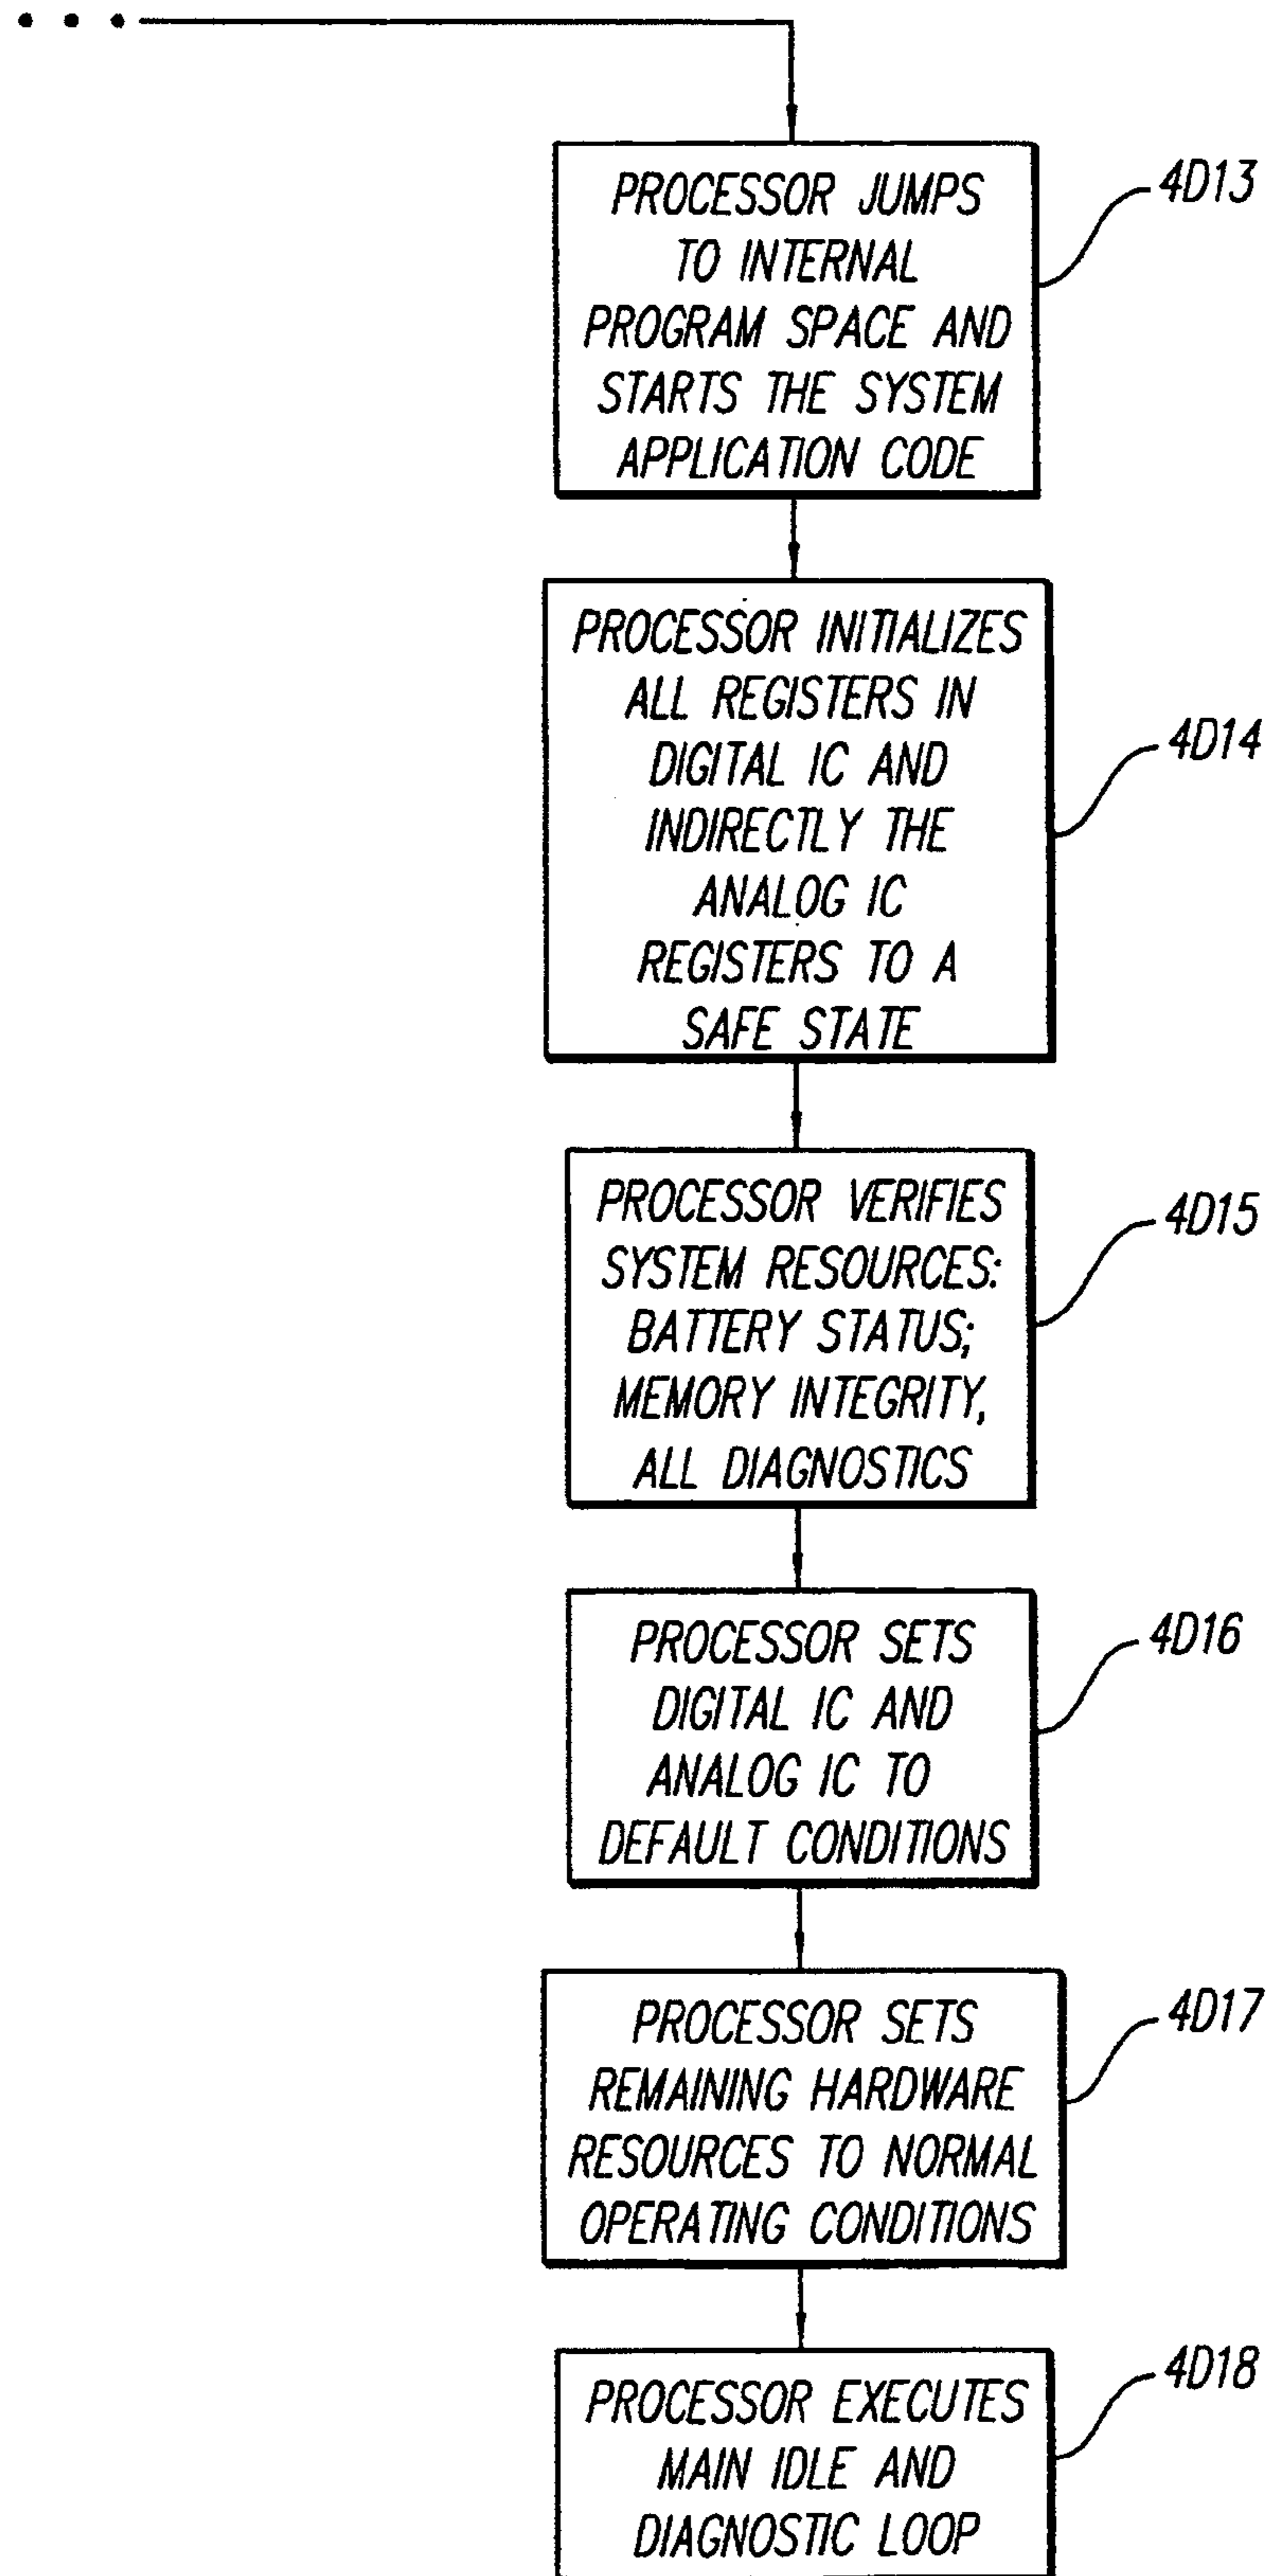 PROCESSOR JUMPS
TO INTERNAL
PROGRAM SPACE AND
STARTS THE SYSTEM
APPLICATION CODE
4D13
PROCESSOR INITIALIZES
ALL REGISTERS IN
DIGITAL IC AND
INDIRECTLY THE
ANALOG IC
REGISTERS TO A
SAFE STATE
4D14
PROCESSOR VERIFIES
SYSTEM RESOURCES:
BATTERY STATUS;
MEMORY INTEGRITY,
ALL DIAGNOSTICS
4D15
PROCESSOR SETS
DIGITAL IC AND
ANALOG IC TO
DEFAULT CONDITIONS
4D16
PROCESSOR SETS
REMAINING HARDWARE
RESOURCES TO NORMAL
OPERATING CONDITIONS
4D17
PROCESSOR EXECUTES
MAIN IDLE AND
DIAGNOSTIC LOOP
4D18